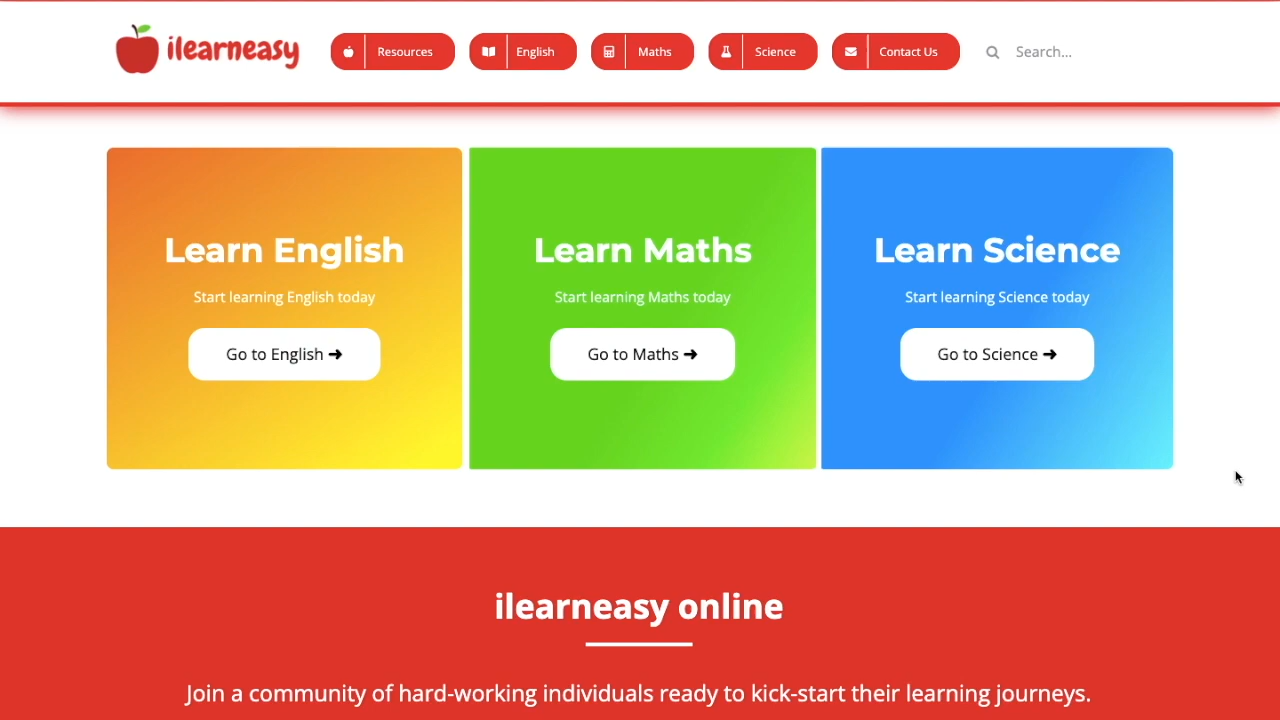 ilearneasy
Resources
English
Maths
Science
Contact Us
Search...
Learn English
Start learning English today
Go to English ➜
Learn Maths
Start learning Maths today
Go to Maths ➜
Learn Science
Start learning Science today
Go to Science ➜
ilearneasy online
Join a community of hard-working individuals ready to kick-start their learning journeys.